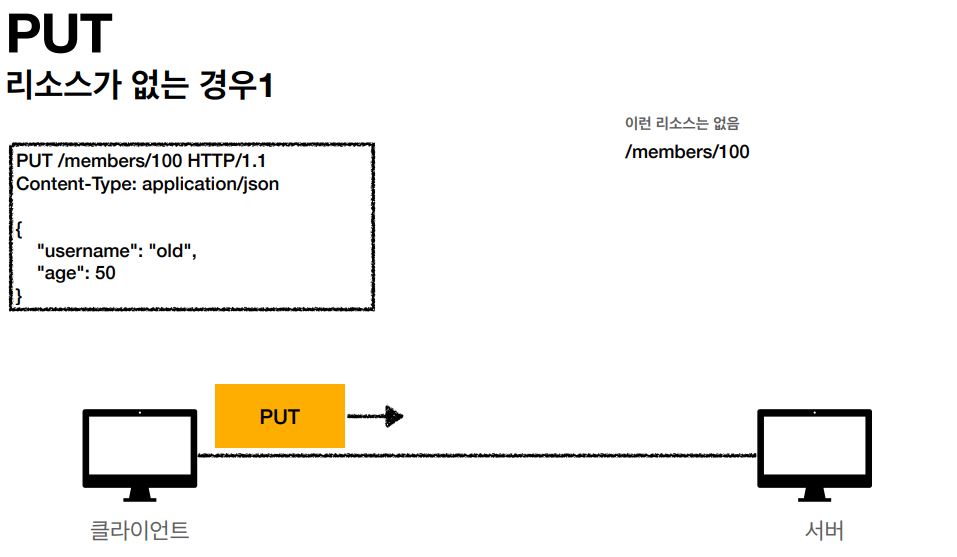 PUT
리소스가 없는 경우1
이런 리소스는 없음
/members/100
PUT /members/100 HTTP/1.1
Content-Type: application/json
{
"username": "old",
"age": 50
}
PUT
클라이언트
서버